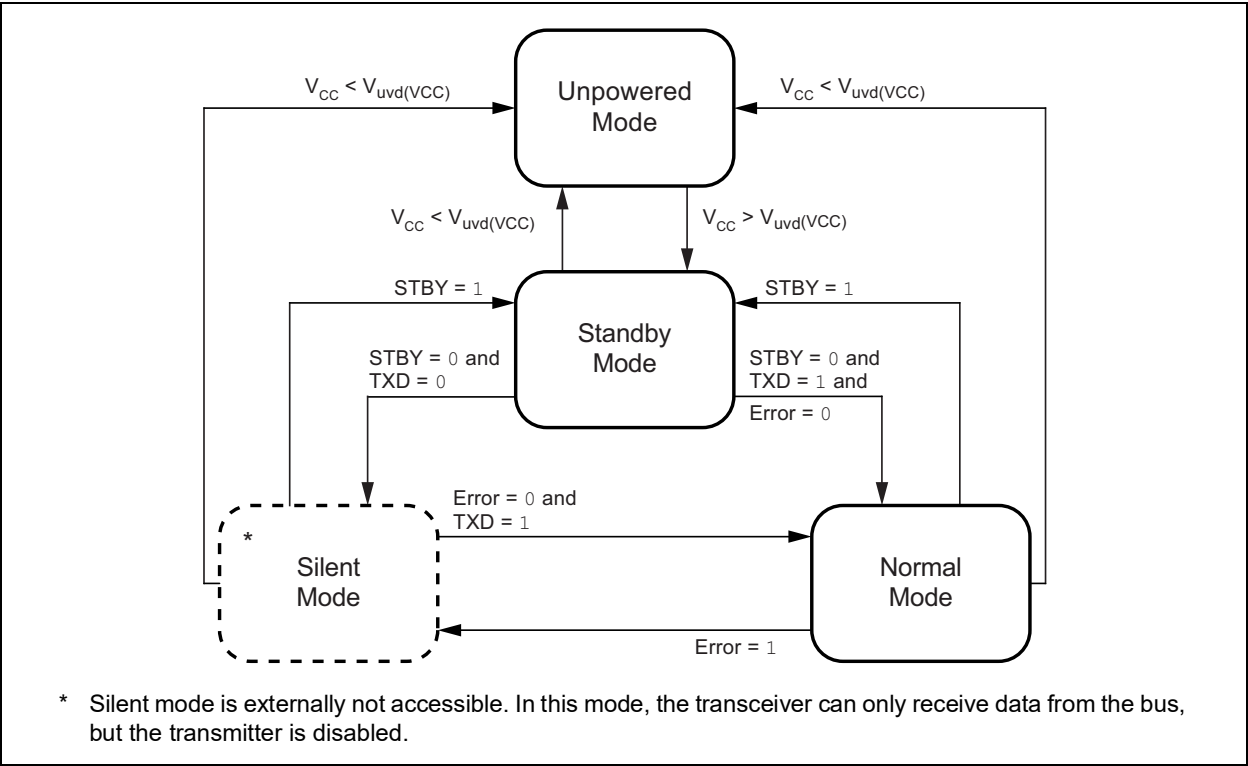 Unpowered
Mode
V_CC < V_uvd(VCC)
V_CC < V_uvd(VCC)
V_CC < V_uvd(VCC)
V_CC > V_uvd(VCC)
STBY = 1
STBY = 1
Standby
Mode
STBY = 0 and
TXD = 0
STBY = 0 and
TXD = 1 and
Error = 0
Error = 0 and
TXD = 1
*
Silent
Mode
Normal
Mode
Error = 1
* Silent mode is externally not accessible. In this mode, the transceiver can only receive data from the bus,
but the transmitter is disabled.